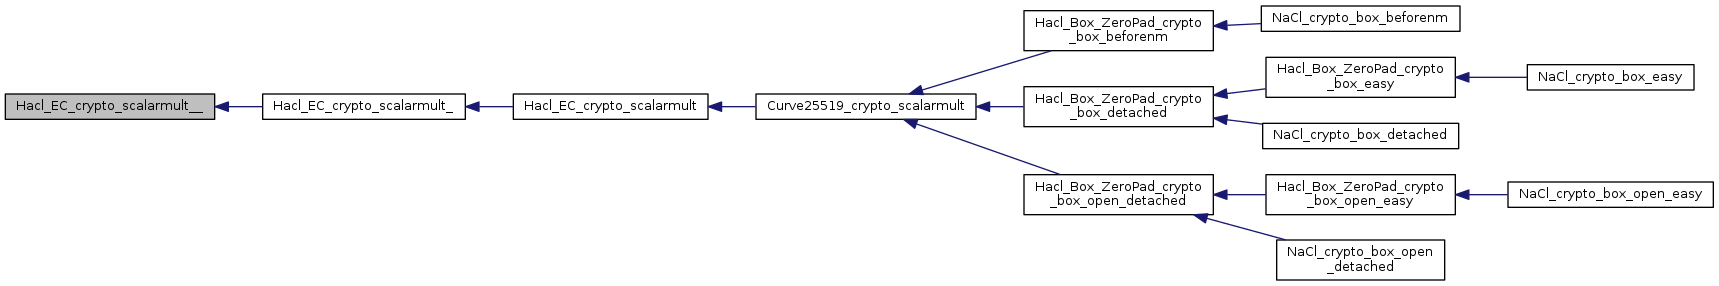 Hacl_EC_crypto_scalarmult__
Hacl_EC_crypto_scalarmult_
Hacl_EC_crypto_scalarmult
Curve25519_crypto_scalarmult
Hacl_Box_ZeroPad_crypto
_box_beforenm
NaCl_crypto_box_beforenm
Hacl_Box_ZeroPad_crypto
_box_detached
Hacl_Box_ZeroPad_crypto
_box_easy
NaCl_crypto_box_easy
NaCl_crypto_box_detached
Hacl_Box_ZeroPad_crypto
_box_open_detached
Hacl_Box_ZeroPad_crypto
_box_open_easy
NaCl_crypto_box_open_easy
NaCl_crypto_box_open
_detached